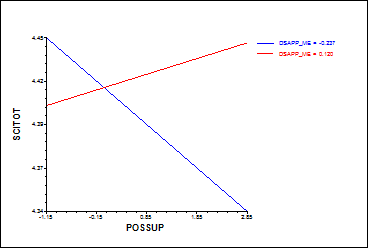 4.45
DSAPP_ME = -0.237
DSAPP_ME = 0.120
4.42
4.39
4.37
4.34
SCITOT
-1.15
-0.15
0.85
1.85
2.85
POSSUP